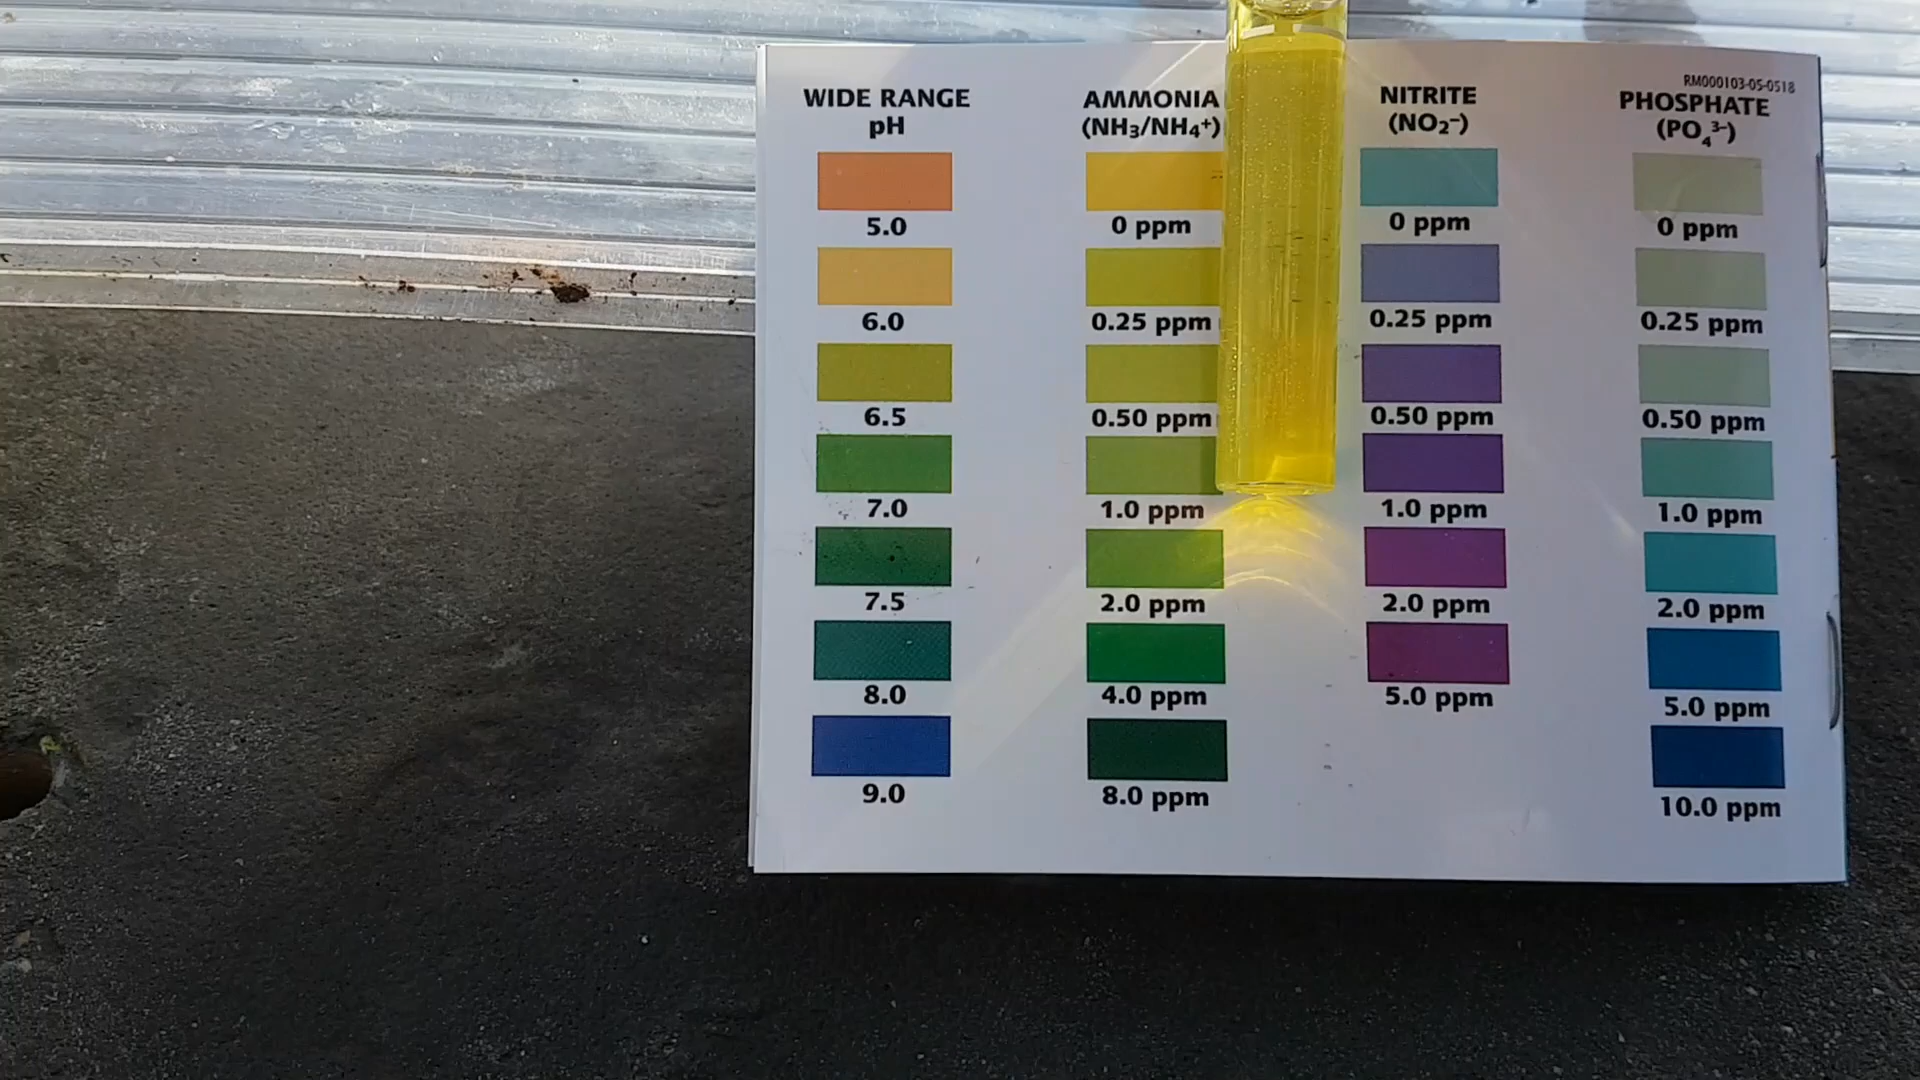 RM000103-05-0518
WIDE RANGE
pH
5.0
6.0
6.5
7.0
7.5
8.0
9.0
AMMONIA
(NH₃/NH₄⁺)
0 ppm
0.25 ppm
0.50 ppm
1.0 ppm
2.0 ppm
4.0 ppm
8.0 ppm
NITRITE
(NO₂⁻)
0 ppm
0.25 ppm
0.50 ppm
1.0 ppm
2.0 ppm
5.0 ppm
PHOSPHATE
(PO₄³⁻)
0 ppm
0.25 ppm
0.50 ppm
1.0 ppm
2.0 ppm
5.0 ppm
10.0 ppm